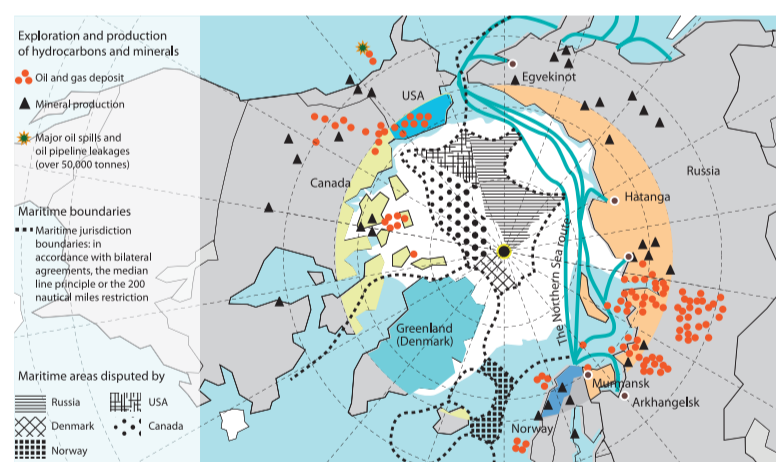 Exploration and production
of hydrocarbons and minerals
Oil and gas deposit
Mineral production
Major oil spills and
oil pipeline leakages
(over 50,000 tonnes)
Maritime boundaries
Maritime jurisdiction
boundaries: in
accordance with bilateral
agreements, the median
line principle or the 200
nautical miles restriction
Maritime areas disputed by
Russia
USA
Denmark
Canada
Norway
USA
Egvekinot
Canada
Russia
Hatanga
The Northern Sea route
Greenland
(Denmark)
Murmansk
Arkhangelsk
Norway